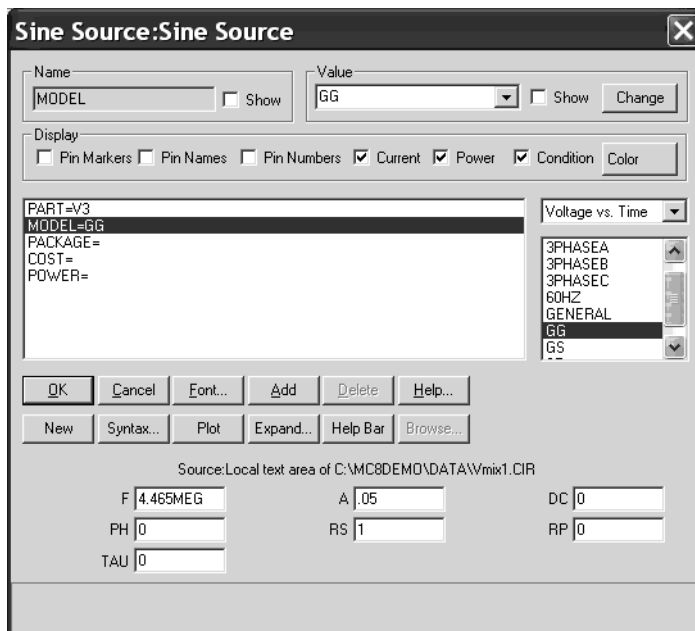 Sine Source:Sine Source
Name
MODEL
Show
Value
GG
Show
Change
Display
Pin Markers
Pin Names
Pin Numbers
Current
Power
Condition
Color
PART=V3
MODEL=GG
PACKAGE=
COST=
POWER=
Voltage vs. Time
3PHASEA
3PHASEB
3PHASEC
60HZ
GENERAL
GG
GS
OK
Cancel
Font...
Add
Delete
Help...
New
Syntax...
Plot
Expand...
Help Bar
Browse...
Source:Local text area of C:\MC8DEMO\DATA\Vmix1.CIR
F 4.465MEG
A .05
DC 0
PH 0
RS 1
RP 0
TAU 0